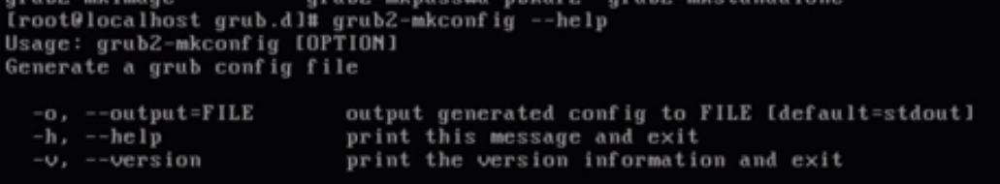 [root@localhost grub.d]# grub2-mkconfig --help
Usage: grub2-mkconfig [OPTION]
Generate a grub config file
-o, --output=FILE output generated config to FILE [default=stdout]
-h, --help print this message and exit
-v, --version print the version information and exit